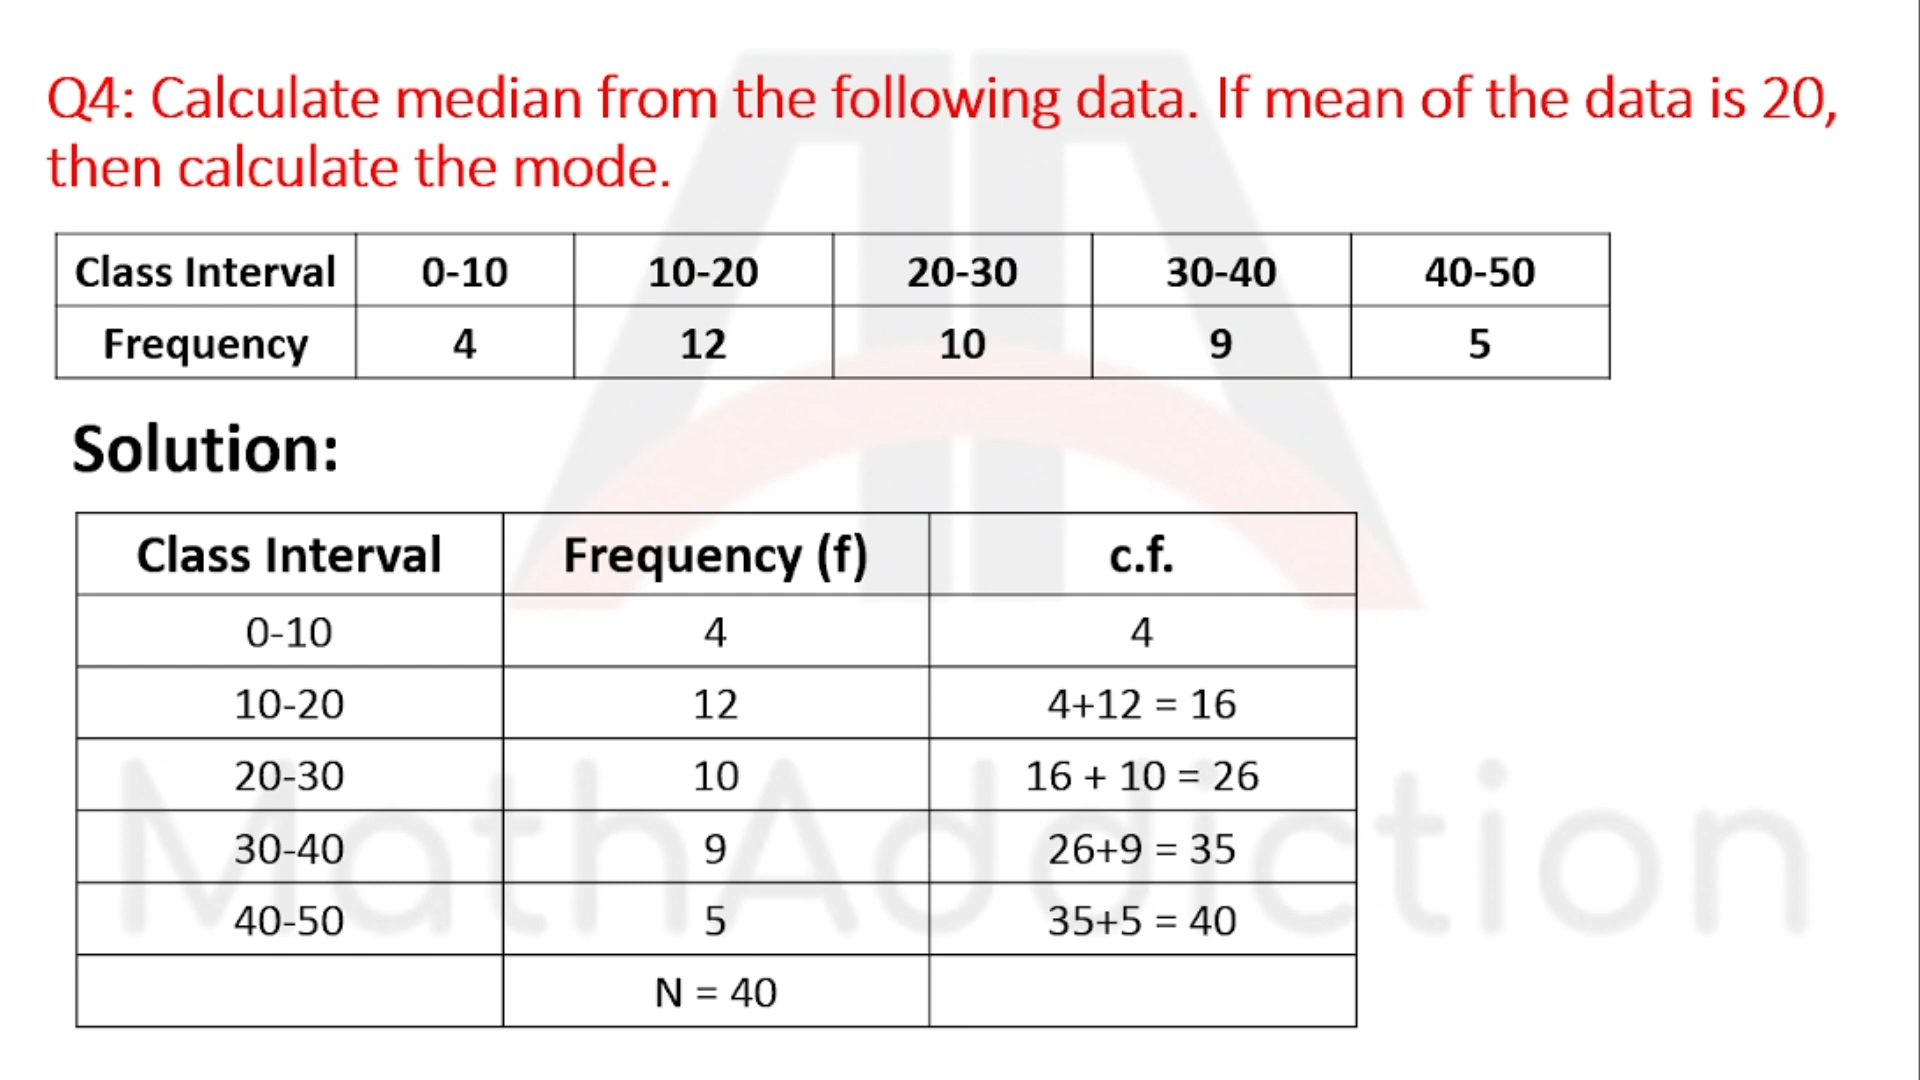 Q4: Calculate median from the following data. If mean of the data is 20,
then calculate the mode.
Class Interval 0-10 10-20 20-30 30-40 40-50
Frequency 4 12 10 9 5
Solution:
Class Interval Frequency (f) c.f.
0-10 4 4
10-20 12 4+12 = 16
20-30 10 16 + 10 = 26
30-40 9 26+9 = 35
40-50 5 35+5 = 40
N = 40
MathAddiction